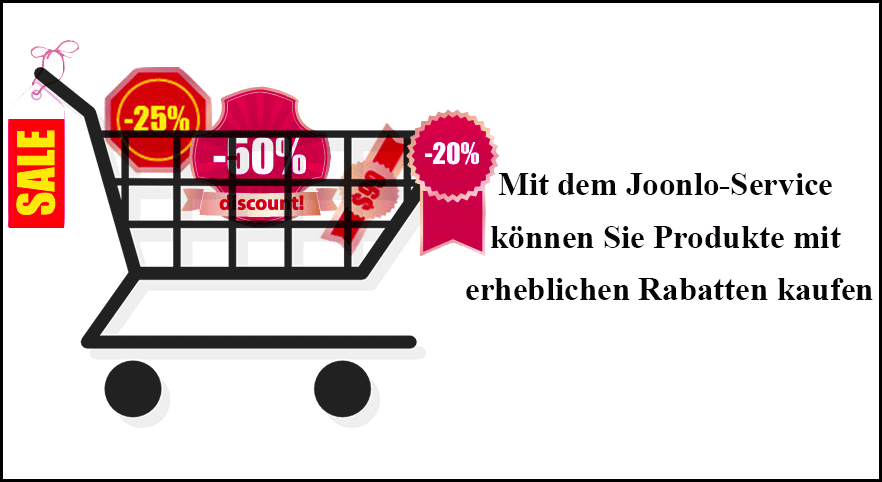 SALE
-25%
-50%
discount!
-20%
Mit dem Joonlo-Service
können Sie Produkte mit
erheblichen Rabatten kaufen